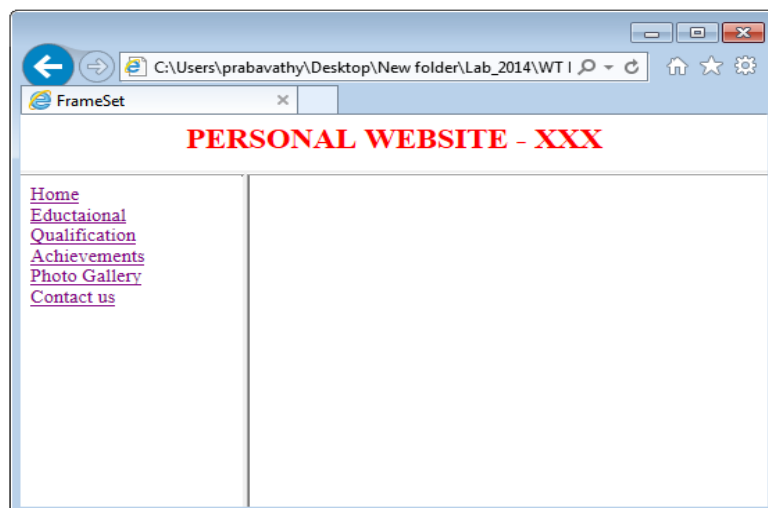 C:\Users\prabavathy\Desktop\New folder\Lab_2014\WT
FrameSet
PERSONAL WEBSITE - XXX
Home
Eductaional
Qualification
Achievements
Photo Gallery
Contact us